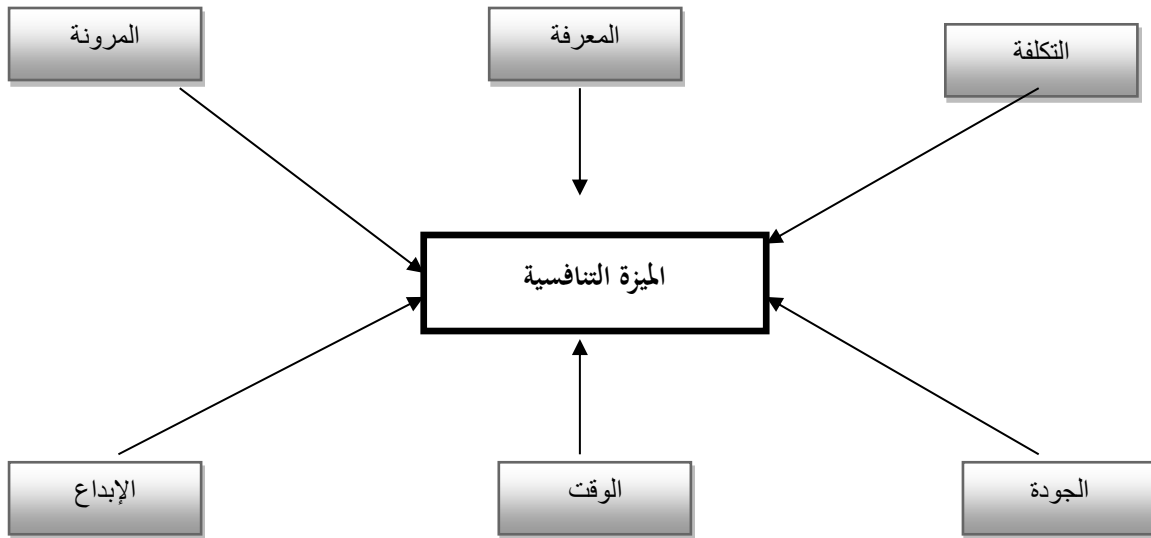 التكلفة
المعرفة
المرونة
الميزة التنافسية
الجودة
الوقت
الإبداع